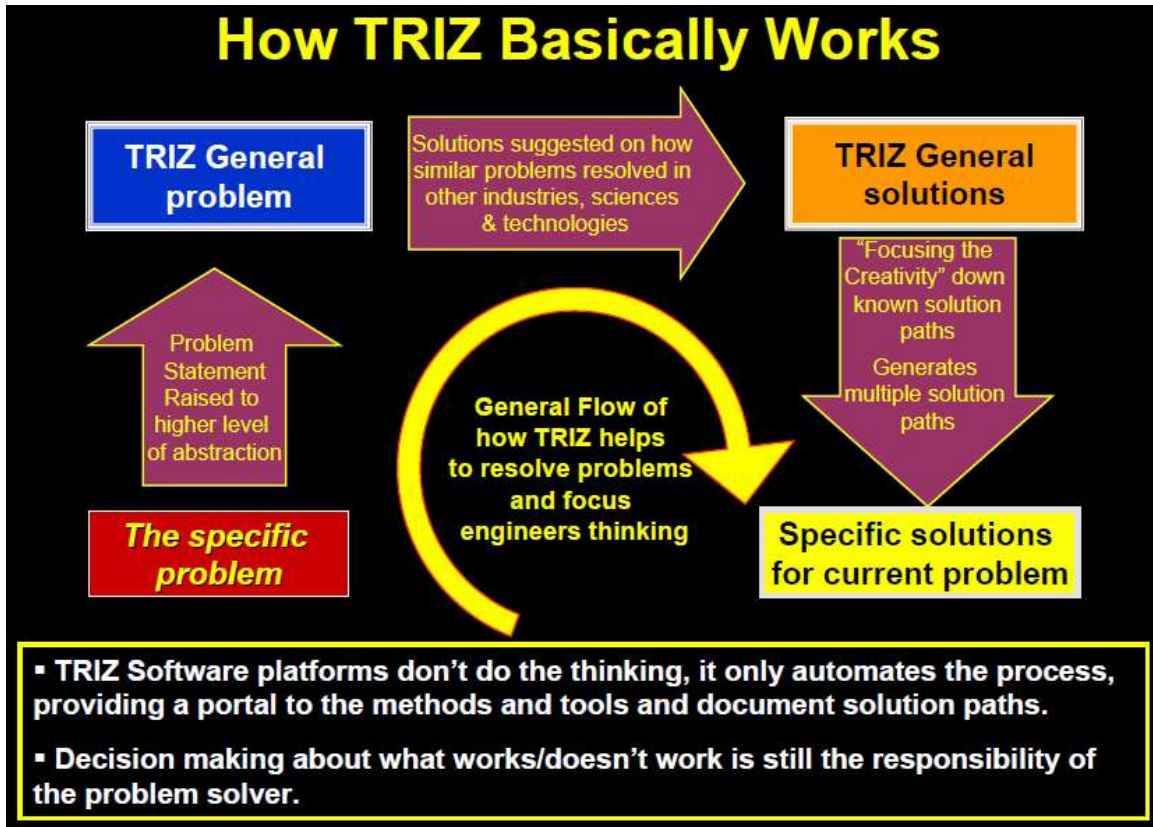 How TRIZ Basically Works
TRIZ General
problem
Solutions suggested on how
similar problems resolved in
other industries, sciences
& technologies
TRIZ General
solutions
Problem
Statement
Raised to
higher level
of abstraction
General Flow of
how TRIZ helps
to resolve problems
and focus
engineers thinking
“Focusing the
Creativity” down
known solution
paths
Generates
multiple solution
paths
The specific
problem
Specific solutions
for current problem
▪ TRIZ Software platforms don’t do the thinking, it only automates the process,
providing a portal to the methods and tools and document solution paths.
▪ Decision making about what works/doesn’t work is still the responsibility of
the problem solver.